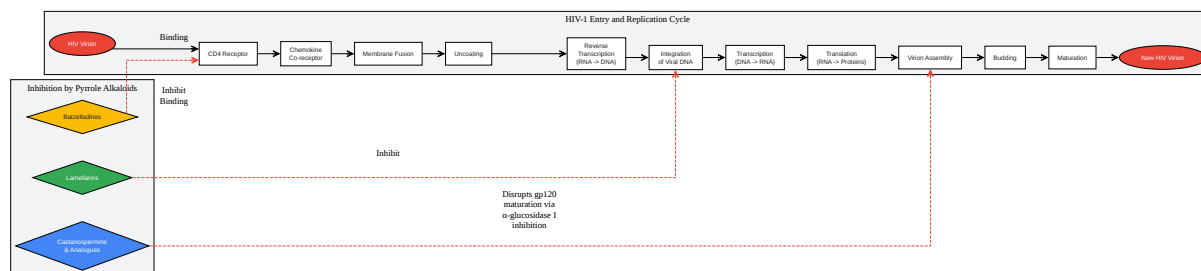 HIV-1 Entry and Replication Cycle
HIV Virion
Binding
CD4 Receptor
Chemokine
Co-receptor
Membrane Fusion
Uncoating
Reverse
Transcription
(RNA -> DNA)
Integration
of Viral DNA
Transcription
(DNA -> RNA)
Translation
(RNA -> Proteins)
Virion Assembly
Budding
Maturation
New HIV Virion
Inhibition by Pyrrole Alkaloids
Inhibit
Binding
Batzelladines
Inhibit
Lamellarins
Disrupts gp120
maturation via
α-glucosidase I
inhibition
Castanospermine
& Analogues